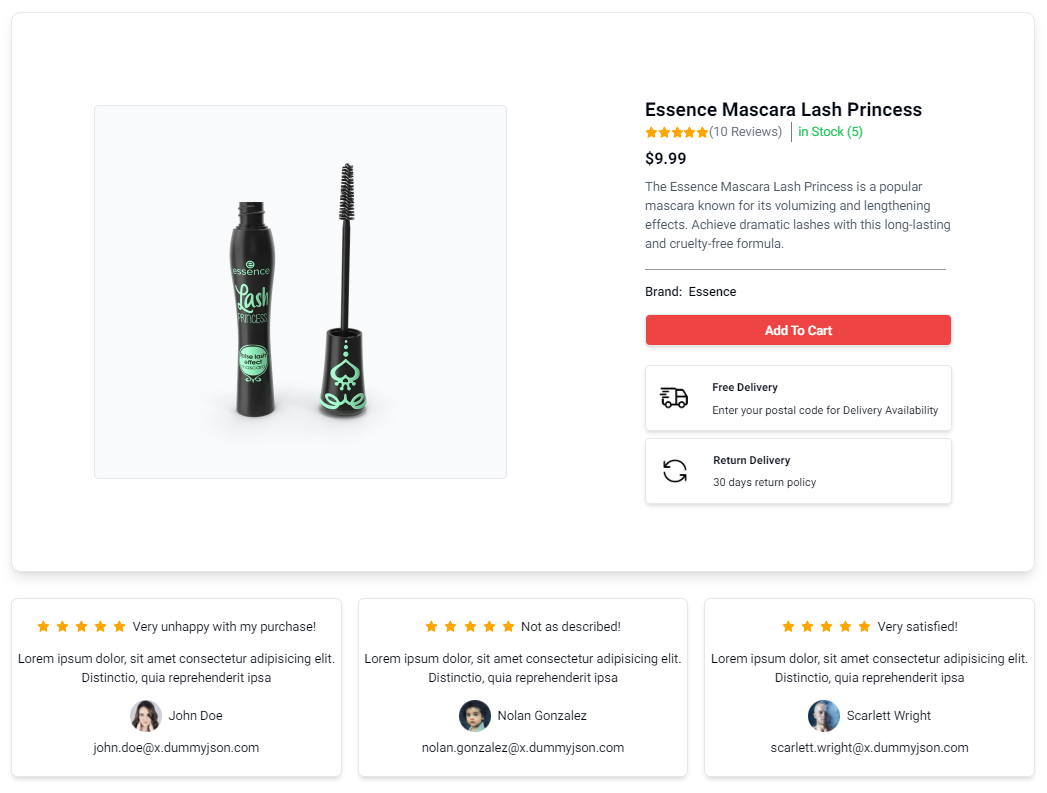 Essence Mascara Lash Princess
(10 Reviews) in Stock (5)
$9.99
The Essence Mascara Lash Princess is a popular
mascara known for its volumizing and lengthening
effects. Achieve dramatic lashes with this long-lasting
and cruelty-free formula.
Brand: Essence
Add To Cart
Free Delivery
Enter your postal code for Delivery Availability
Return Delivery
30 days return policy
essence
Lash
PRINCESS
false lash
effect
mascara
Very unhappy with my purchase!
Lorem ipsum dolor, sit amet consectetur adipisicing elit.
Distinctio, quia reprehenderit ipsa
John Doe
john.doe@x.dummyjson.com
Not as described!
Lorem ipsum dolor, sit amet consectetur adipisicing elit.
Distinctio, quia reprehenderit ipsa
Nolan Gonzalez
nolan.gonzalez@x.dummyjson.com
Very satisfied!
Lorem ipsum dolor, sit amet consectetur adipisicing elit.
Distinctio, quia reprehenderit ipsa
Scarlett Wright
scarlett.wright@x.dummyjson.com